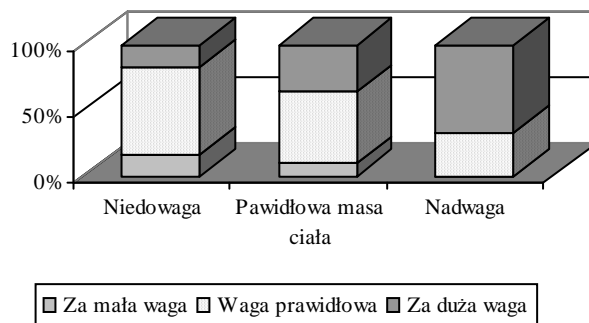 100%
50%
0%
Niedowaga
Pawidłowa masa
ciała
Nadwaga
Za mała waga
Waga prawidłowa
Za duża waga